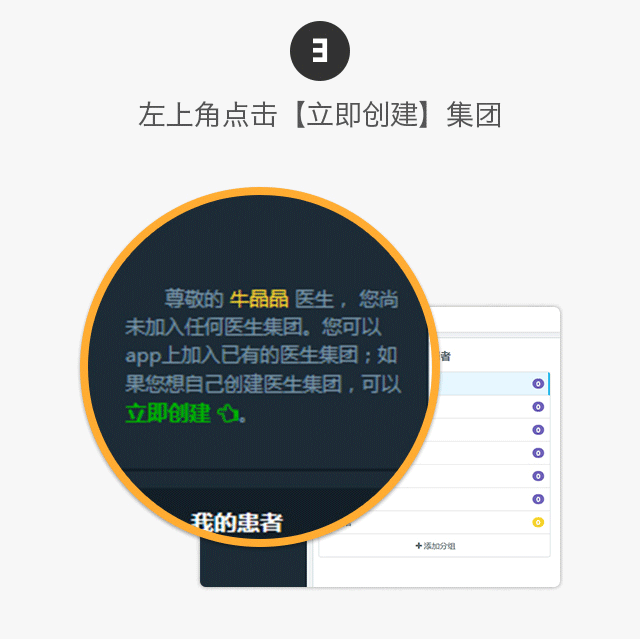 3
左上角点击【立即创建】集团
尊敬的 牛晶晶 医生， 您尚
未加入任何医生集团。您可以
app上加入已有的医生集团；如
果您想自己创建医生集团，可以
立即创建 。
我的患者
者
0
0
0
0
0
0
0
添加分组